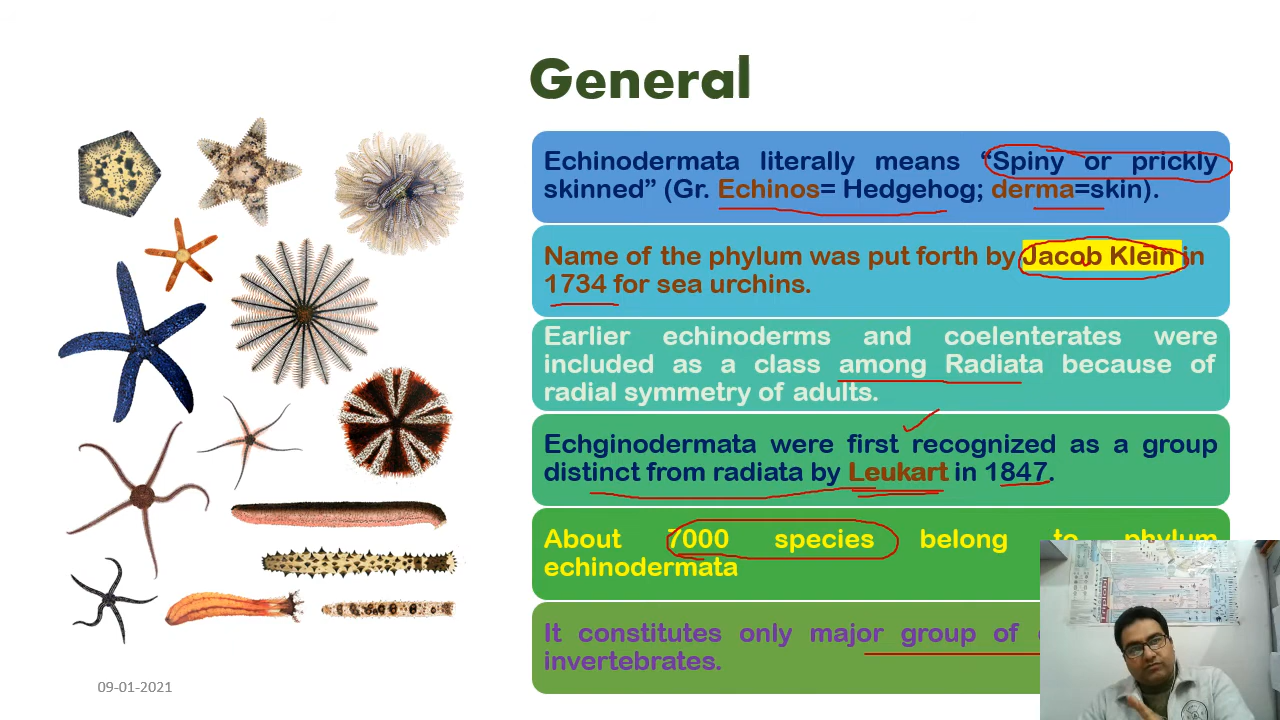 General
Echinodermata literally means “Spiny or prickly
skinned” (Gr. Echinos= Hedgehog; derma=skin).
Name of the phylum was put forth by Jacob Klein in
1734 for sea urchins.
Earlier echinoderms and coelenterates were
included as a class among Radiata because of
radial symmetry of adults.
Echginodermata were first recognized as a group
distinct from radiata by Leukart in 1847.
About 7000 species belong to phylum
echinodermata
It constitutes only major group of
invertebrates.
09-01-2021